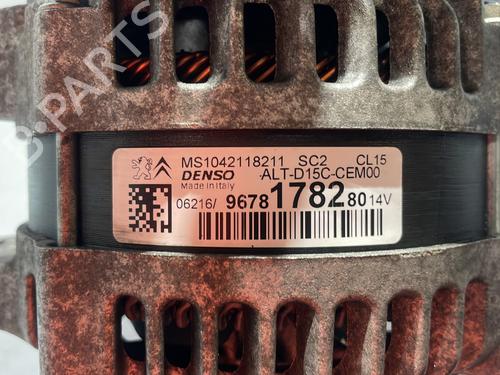 B-PARTS
MS1042118211 SC2 CL15
DENSO ALT-D15C-CEM00
Made in Italy
06216/ 9678178280 14V